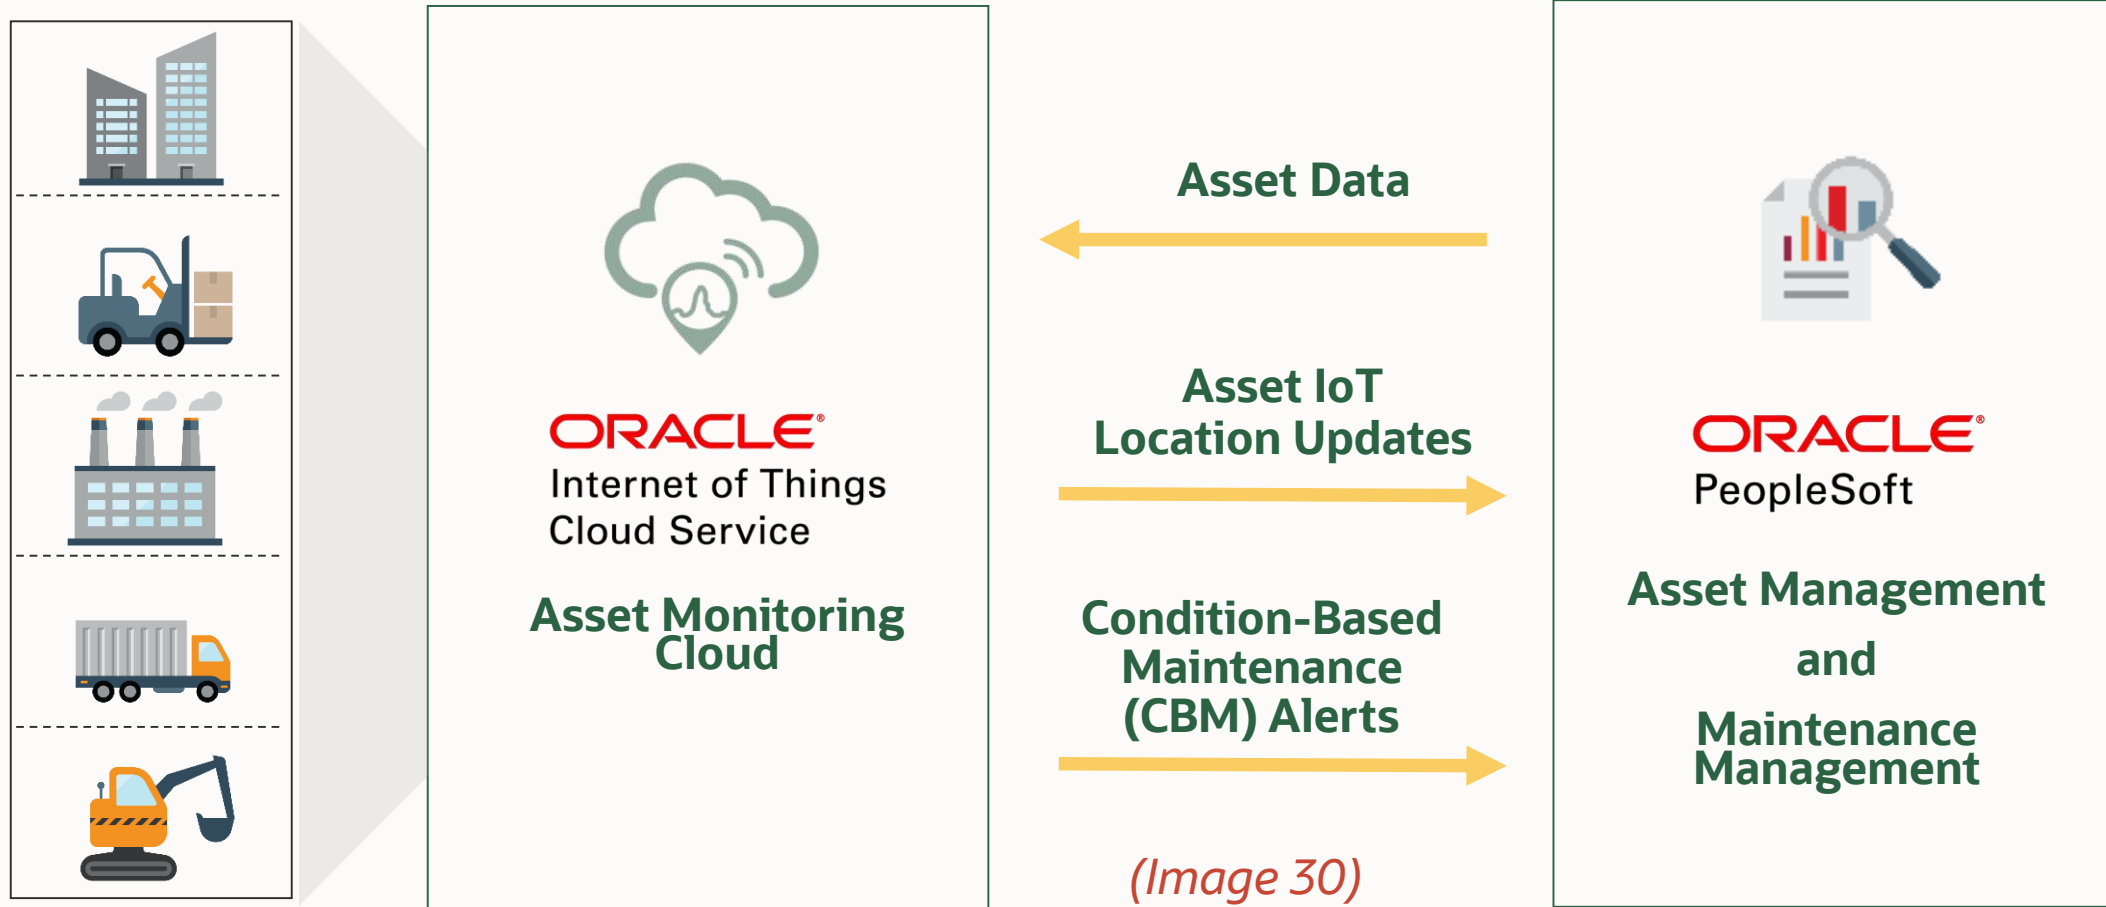 ORACLE®
Internet of Things
Cloud Service
Asset Monitoring
Cloud
Asset Data
Asset IoT
Location Updates
Condition-Based
Maintenance
(CBM) Alerts
(Image 30)
ORACLE®
PeopleSoft
Asset Management
and
Maintenance
Management